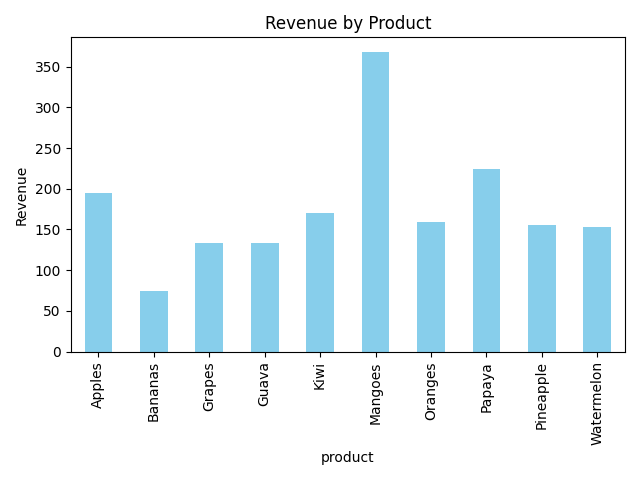 Revenue by Product
Revenue
350
300
250
200
150
100
50
0
Apples
Bananas
Grapes
Guava
Kiwi
Mangoes
Oranges
Papaya
Pineapple
Watermelon
product